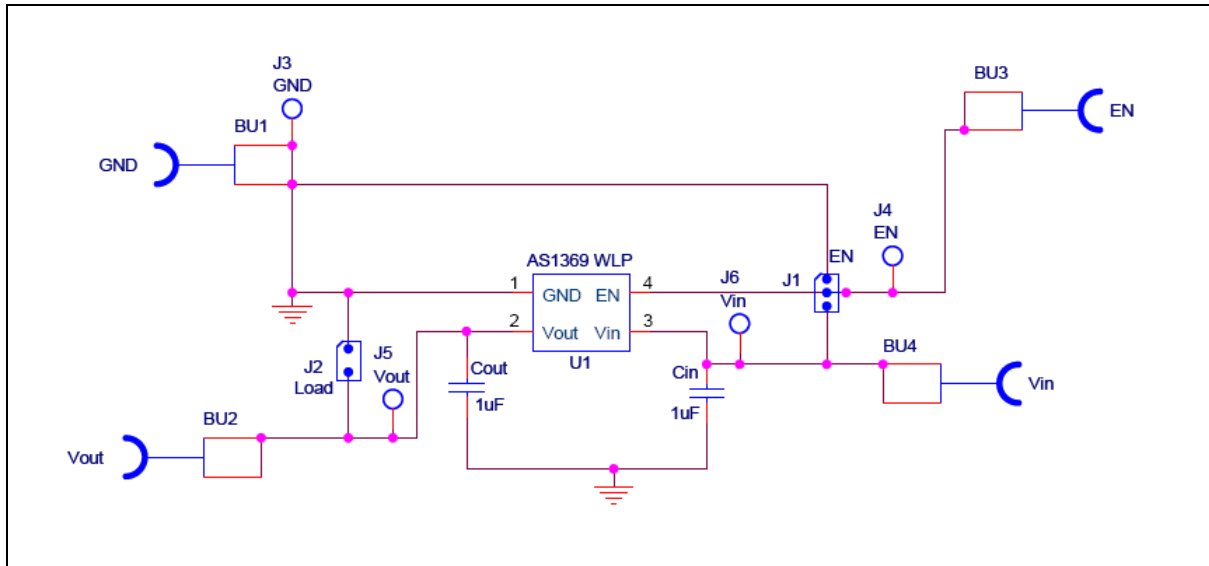 J3
GND
BU3
BU1
EN
GND
J4
EN
AS1369 WLP
EN
1
4
J6
J1
GND
EN
Vin
2
3
Vout
Vin
BU4
J2
J5
U1
Load
Vout
Cout
Cin
Vin
1uF
1uF
BU2
Vout